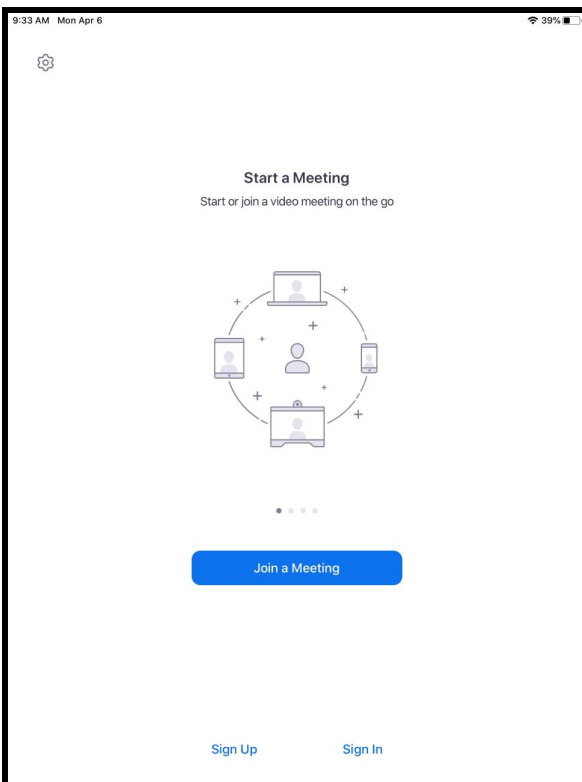 9:33 AM Mon Apr 6 39%
Start a Meeting
Start or join a video meeting on the go
Join a Meeting
Sign Up Sign In